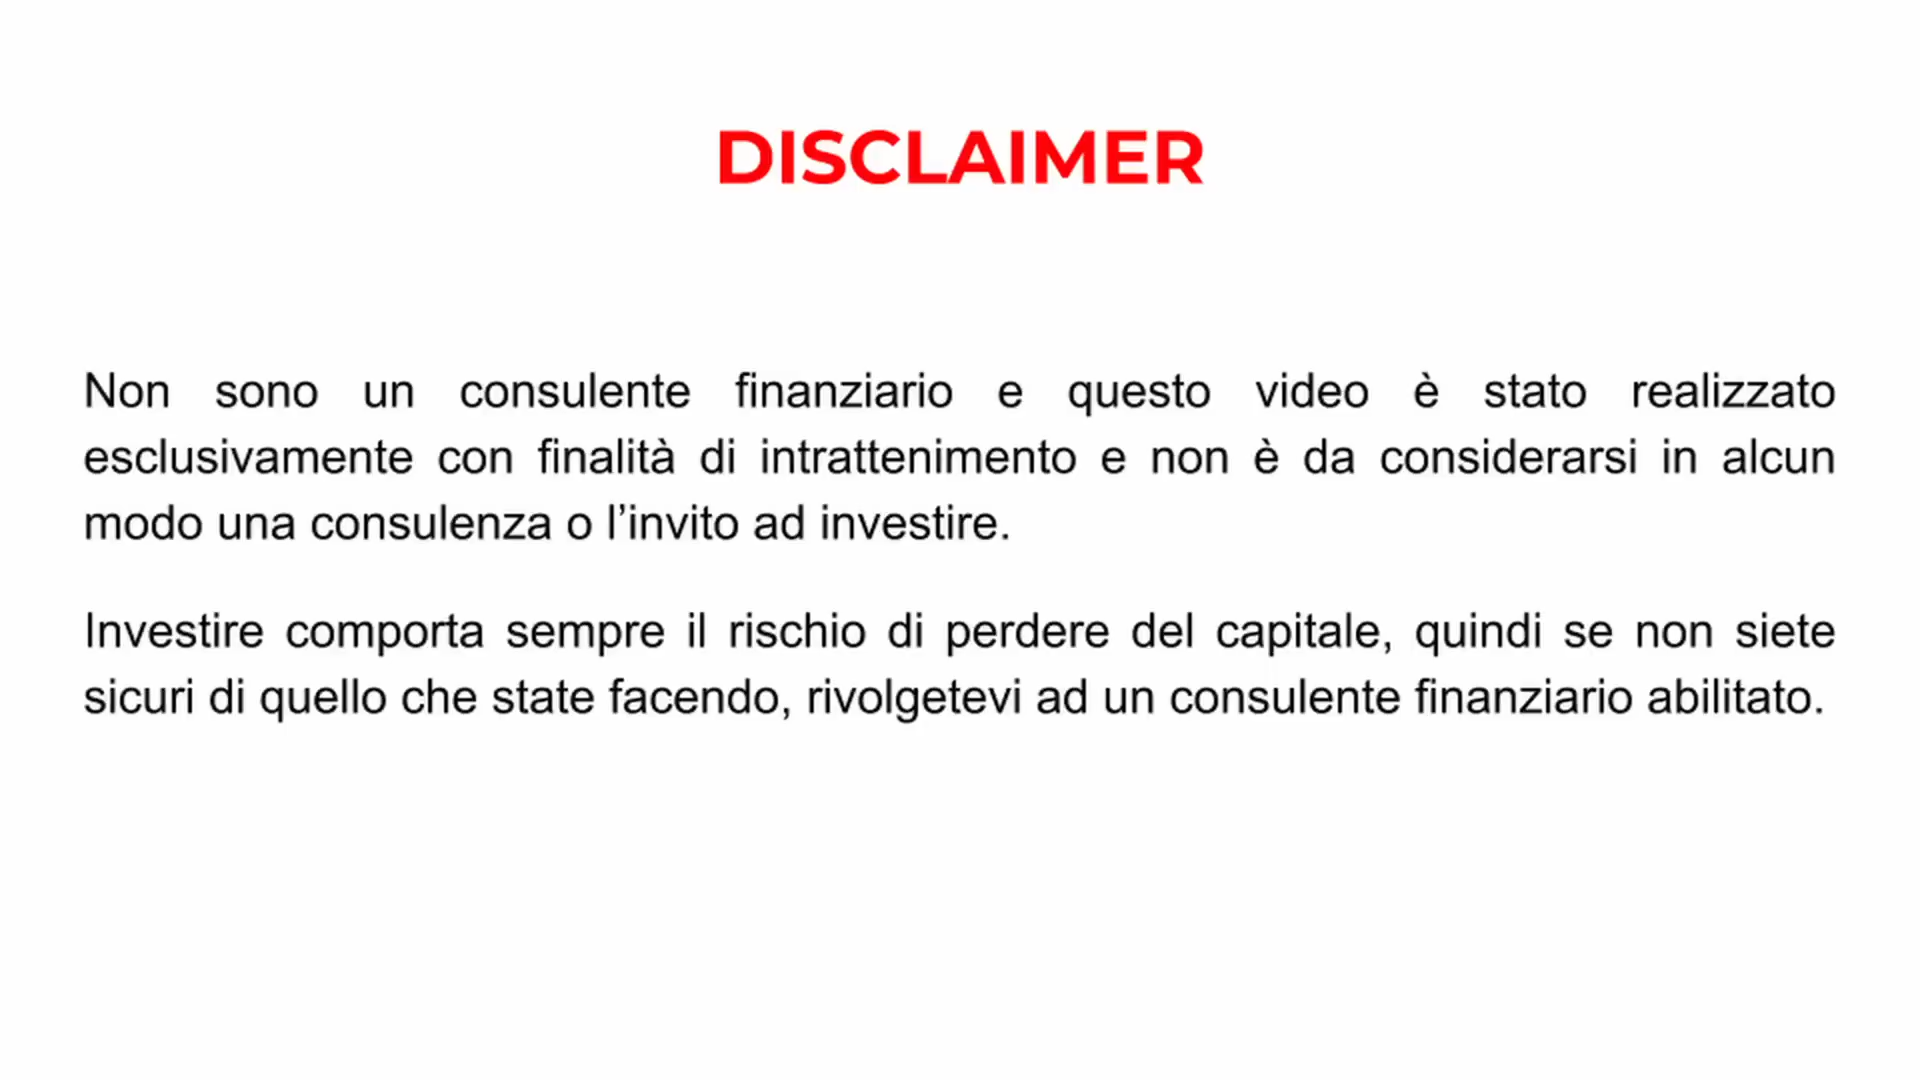 DISCLAIMER
Non sono un consulente finanziario e questo video è stato realizzato
esclusivamente con finalità di intrattenimento e non è da considerarsi in alcun
modo una consulenza o l’invito ad investire.
Investire comporta sempre il rischio di perdere del capitale, quindi se non siete
sicuri di quello che state facendo, rivolgetevi ad un consulente finanziario abilitato.